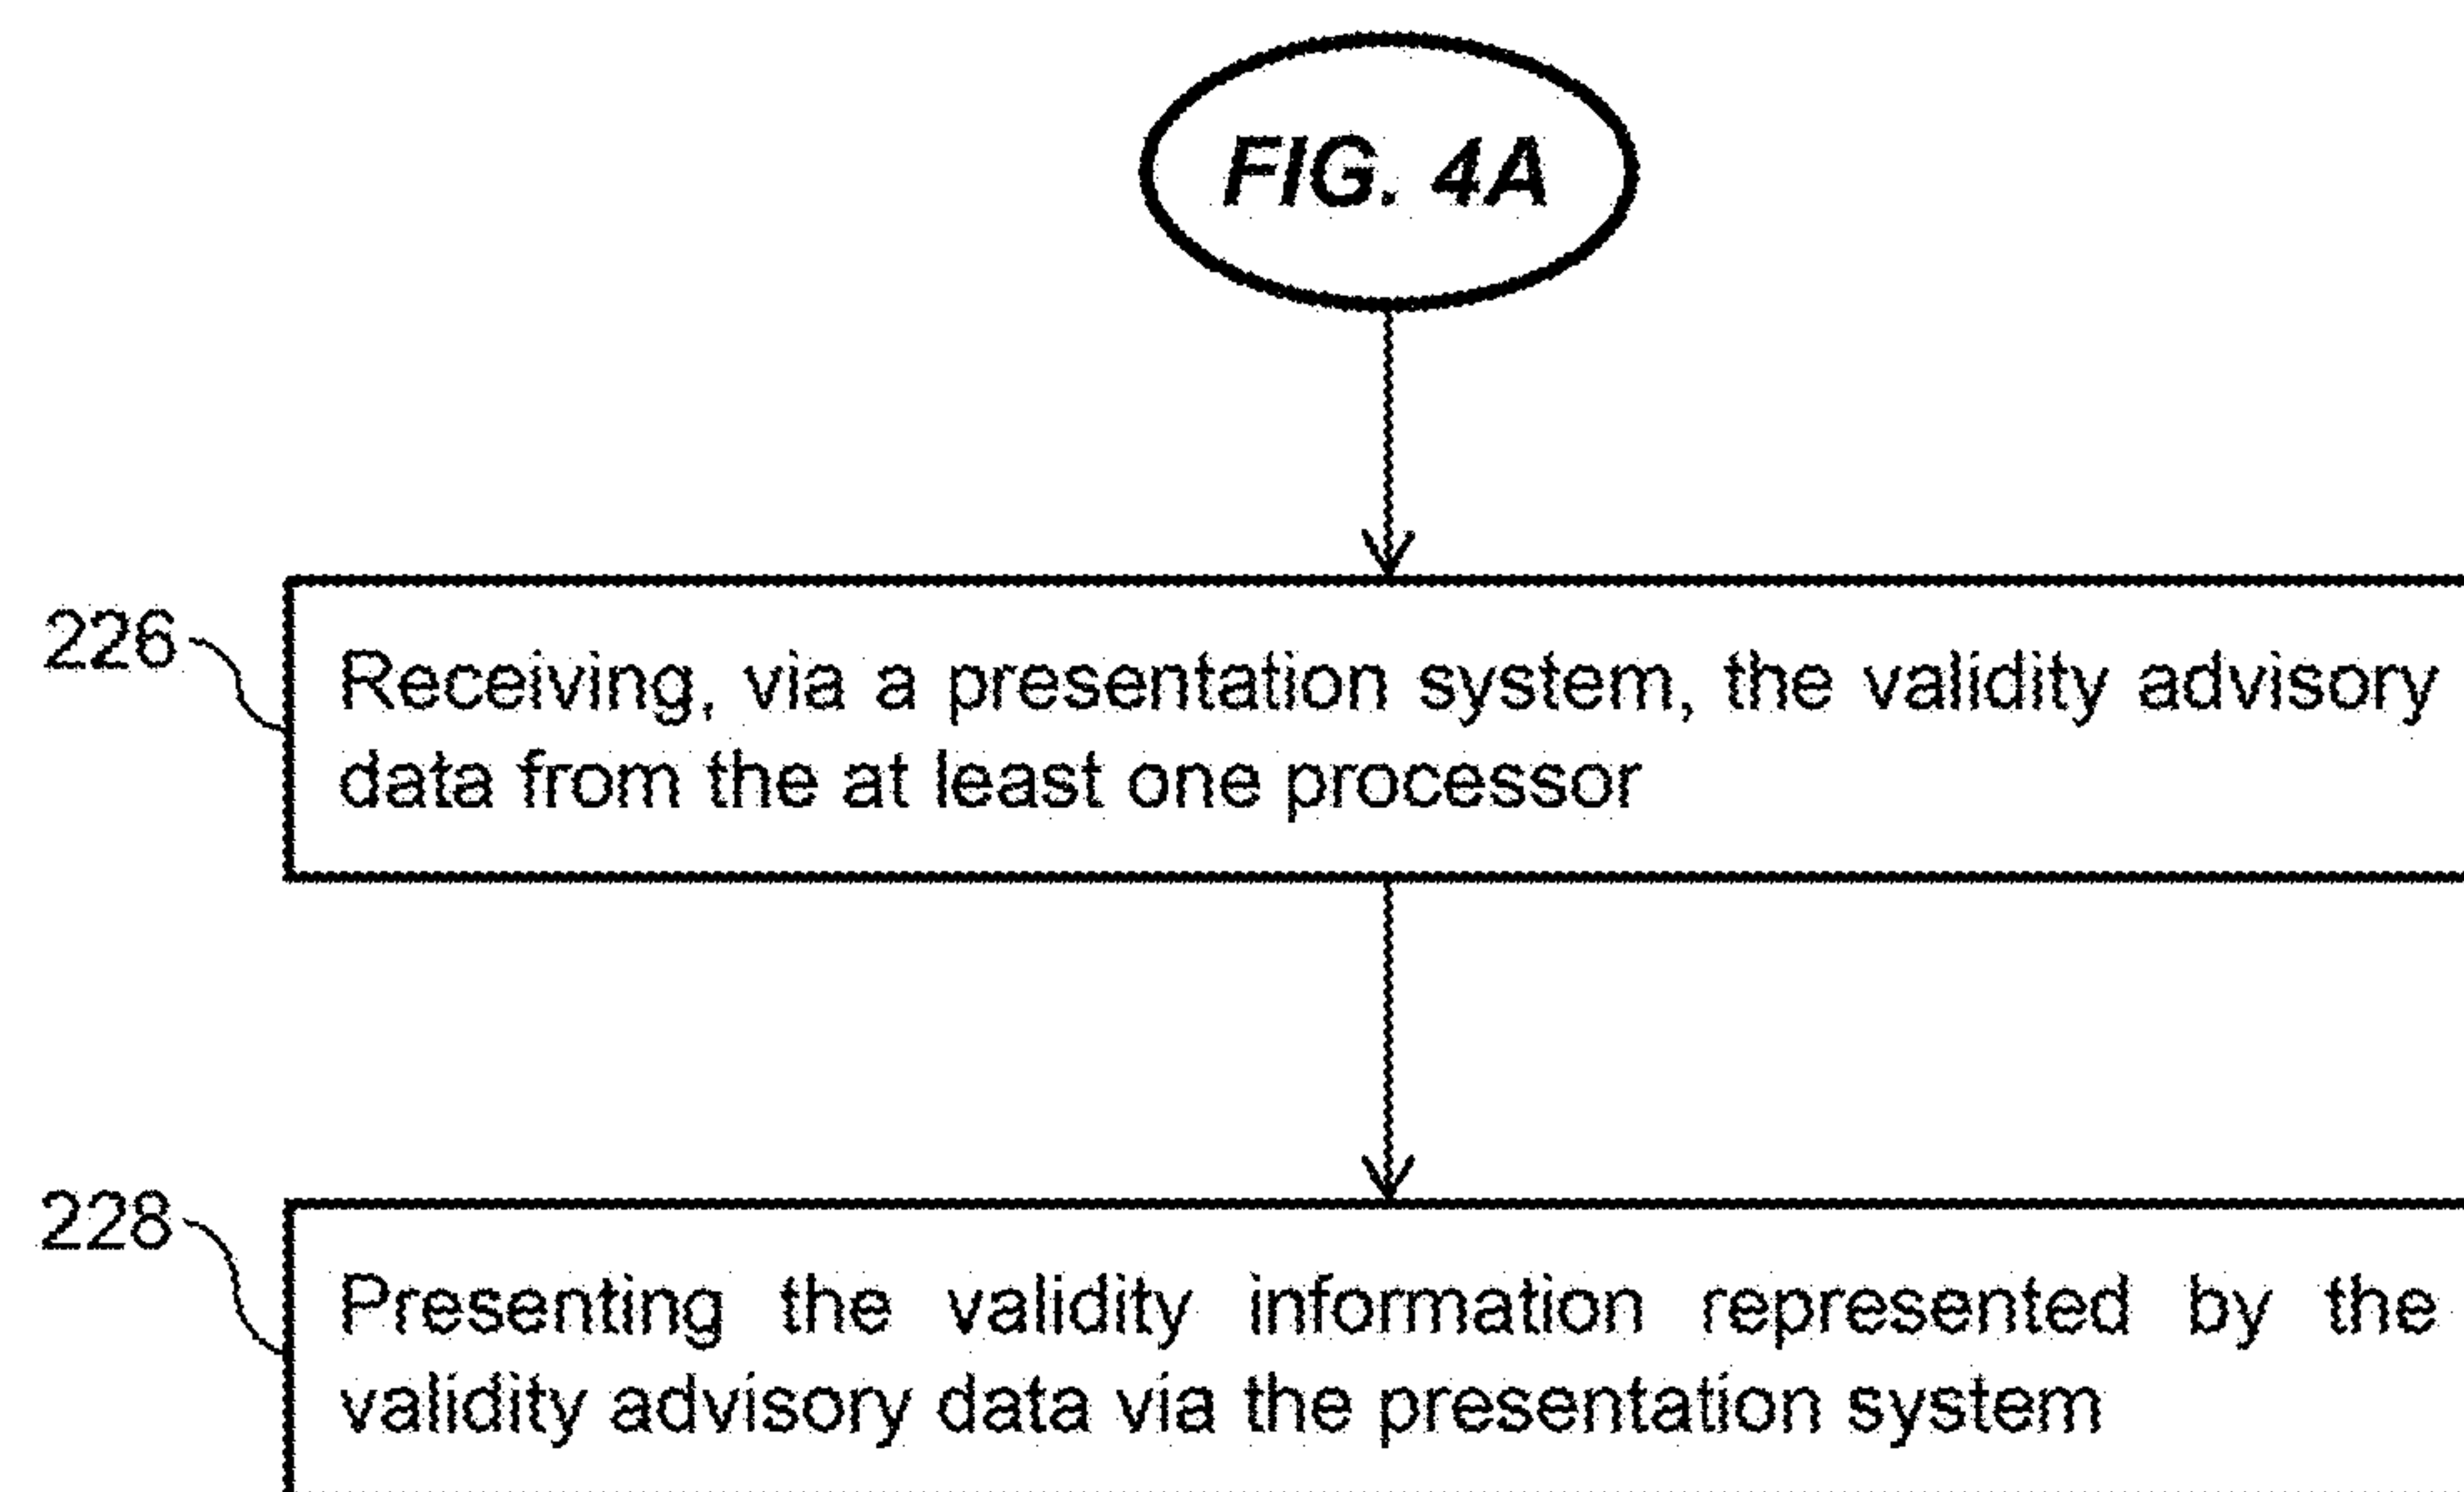 FIG. 4A
226
Receiving, via a presentation system, the validity advisory
data from the at least one processor
228
Presenting the validity information represented by the
validity advisory data via the presentation system